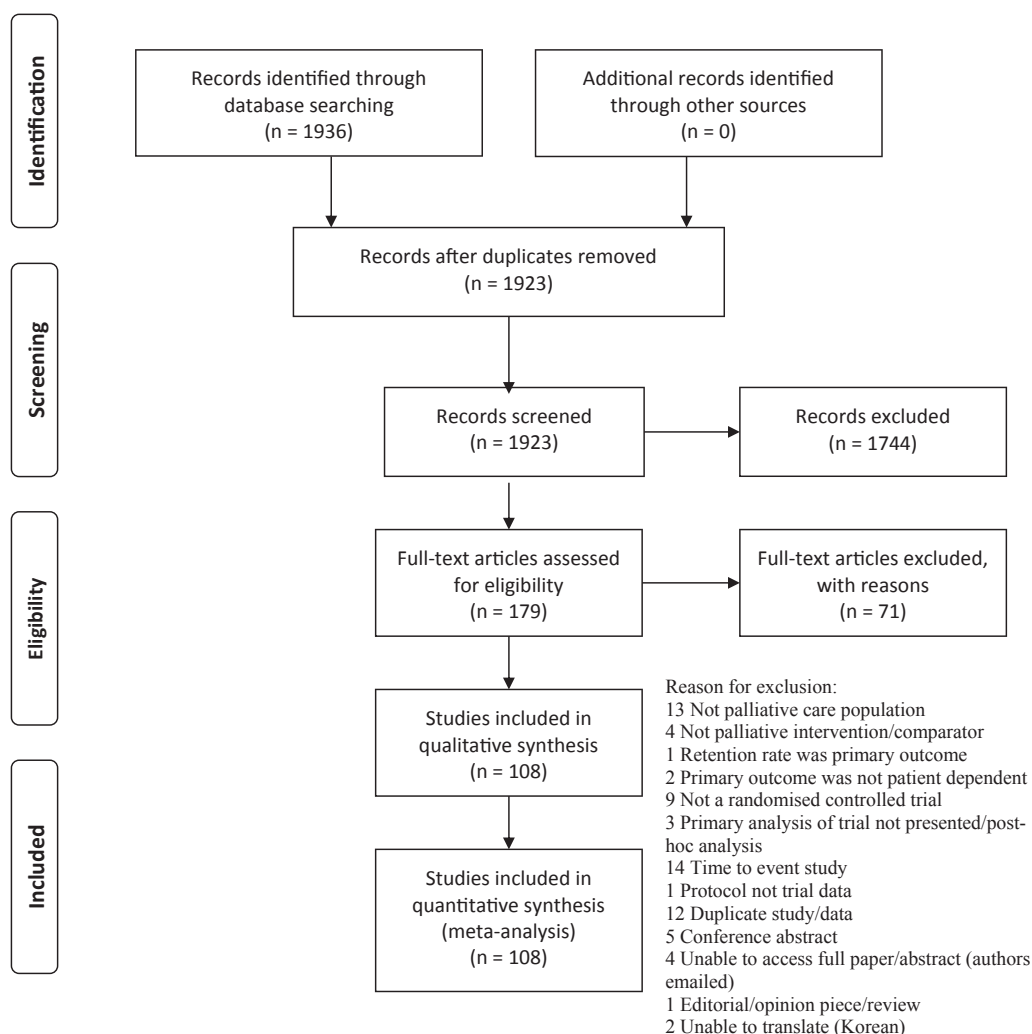 Identification
Records identified through
database searching
(n = 1936)
Additional records identified
through other sources
(n = 0)
Records after duplicates removed
(n = 1923)
Screening
Records screened
(n = 1923)
Records excluded
(n = 1744)
Eligibility
Full-text articles assessed
for eligibility
(n = 179)
Full-text articles excluded,
with reasons
(n = 71)
Studies included in
qualitative synthesis
(n = 108)
Included
Studies included in
quantitative synthesis
(meta-analysis)
(n = 108)
Reason for exclusion:
13 Not palliative care population
4 Not palliative intervention/comparator
1 Retention rate was primary outcome
2 Primary outcome was not patient dependent
9 Not a randomised controlled trial
3 Primary analysis of trial not presented/post-
hoc analysis
14 Time to event study
1 Protocol not trial data
12 Duplicate study/data
5 Conference abstract
4 Unable to access full paper/abstract (authors
emailed)
1 Editorial/opinion piece/review
2 Unable to translate (Korean)